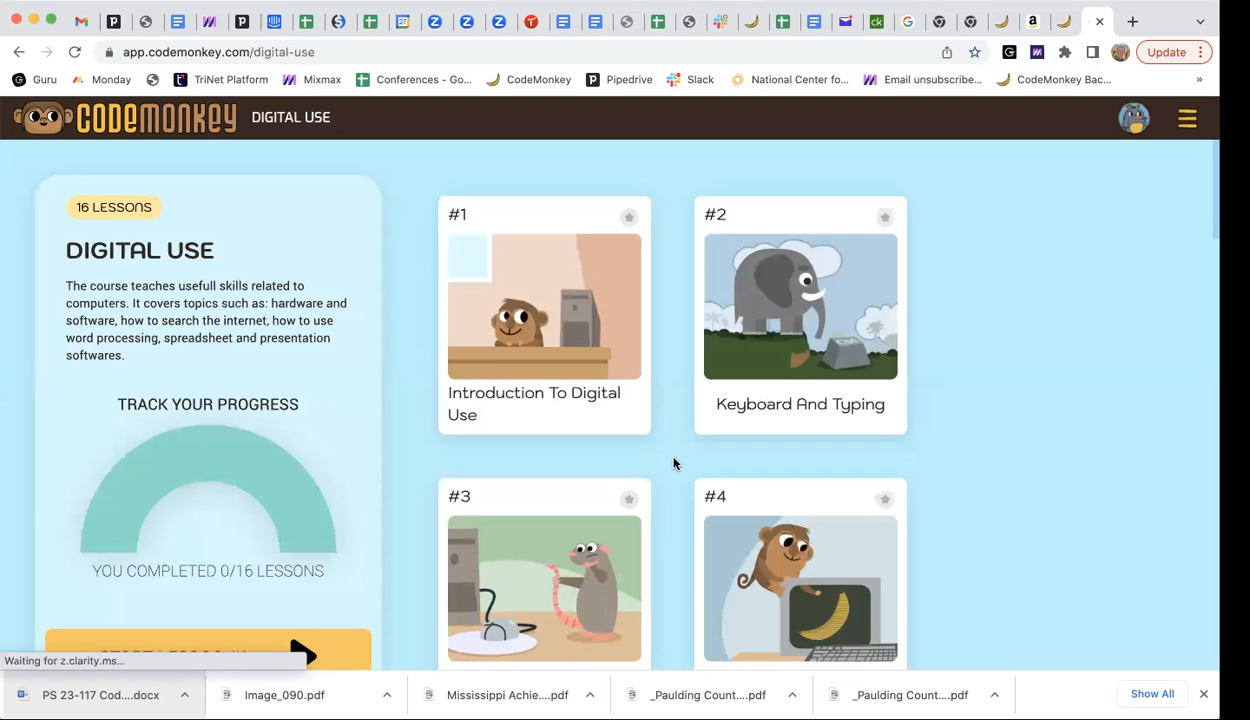 app.codemonkey.com/digital-use
Update
Guru
Monday
TriNet Platform
Mixmax
Conferences - Go...
CodeMonkey
Pipedrive
Slack
National Center fo...
Email unsubscribe...
CodeMonkey Bac...
»
CODEMONKEY
DIGITAL USE
16 LESSONS
DIGITAL USE
The course teaches usefull skills related to
computers. It covers topics such as: hardware and
software, how to search the internet, how to use
word processing, spreadsheet and presentation
softwares.
TRACK YOUR PROGRESS
YOU COMPLETED 0/16 LESSONS
#1
Introduction To Digital
Use
#2
Keyboard And Typing
#3
#4
Waiting for z.clarity.ms...
PS 23-117 Cod....docx
Image_090.pdf
Mississippi Achie....pdf
_Paulding Count....pdf
_Paulding Count....pdf
Show All